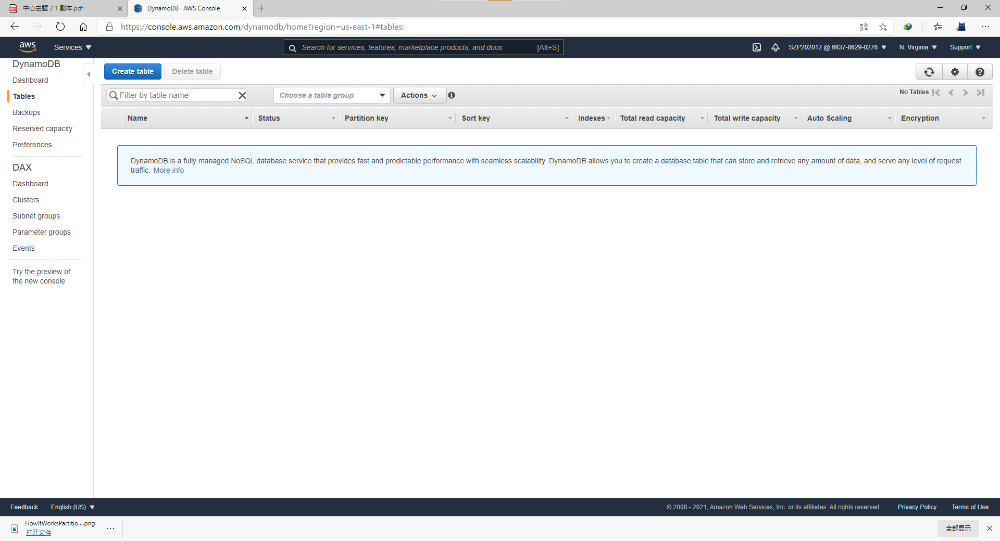 中心主题 2 1 副本.pdf
DynamoDB · AWS Console
https://console.aws.amazon.com/dynamodb/home?region=us-east-1#tables:
aws
Services
Search for services, features, marketplace products, and docs
[Alt+S]
SZP202012 @ 6637-8629-0276
N. Virginia
Support
DynamoDB
Dashboard
Tables
Backups
Reserved capacity
Preferences
DAX
Dashboard
Clusters
Subnet groups
Parameter groups
Events
Try the preview of
the new console
Create table
Delete table
Filter by table name
Choose a table group
Actions
No Tables
Name
Status
Partition key
Sort key
Indexes
Total read capacity
Total write capacity
Auto Scaling
Encryption
DynamoDB is a fully managed NoSQL database service that provides fast and predictable performance with seamless scalability. DynamoDB allows you to create a database table that can store and retrieve any amount of data, and serve any level of request
traffic. More info
Feedback
English (US)
© 2008 - 2021, Amazon Web Services, Inc. or its affiliates. All rights reserved.
Privacy Policy
Terms of Use
HowItWorksPartitio....png
打开文件
全部显示